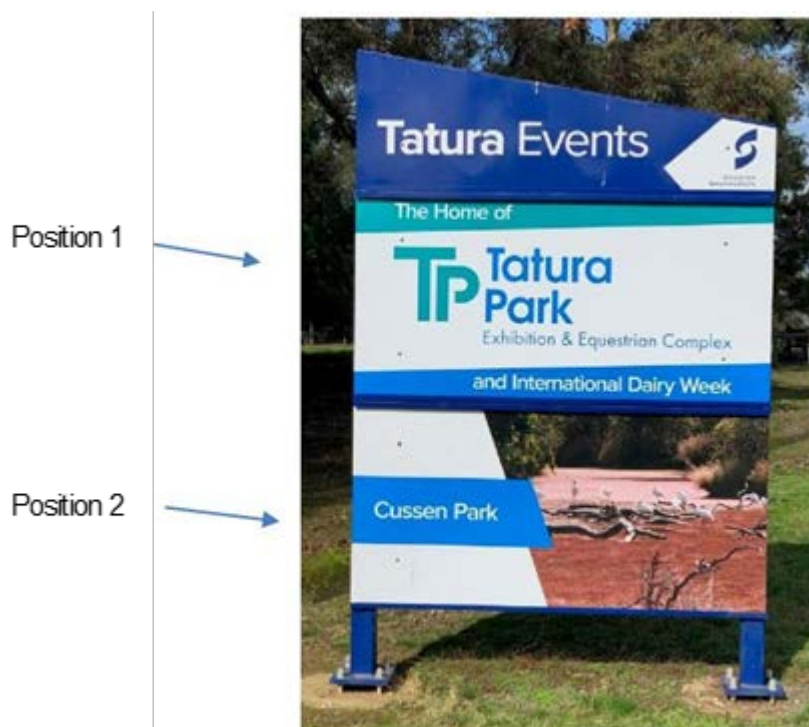 Tatura Events
Position 1
The Home of
TP Tatura
Park
Exhibition & Equestrian Complex
and International Dairy Week
Position 2
Cussen Park